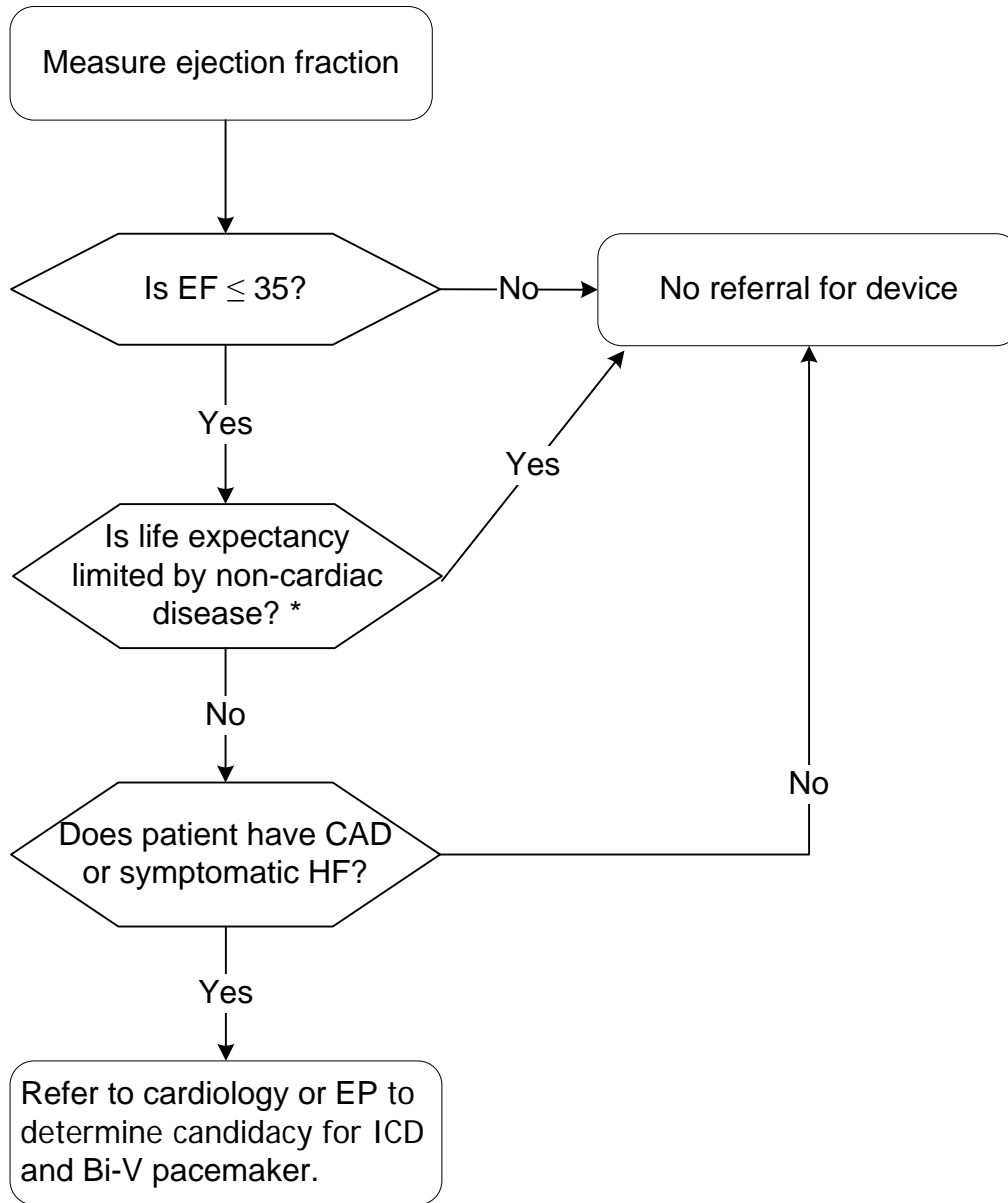 Measure ejection fraction
Is EF ≤ 35?
No
No referral for device
Yes
Yes
Is life expectancy
limited by non-cardiac
disease? *
No
No
Does patient have CAD
or symptomatic HF?
Yes
Refer to cardiology or EP to
determine candidacy for ICD
and Bi-V pacemaker.